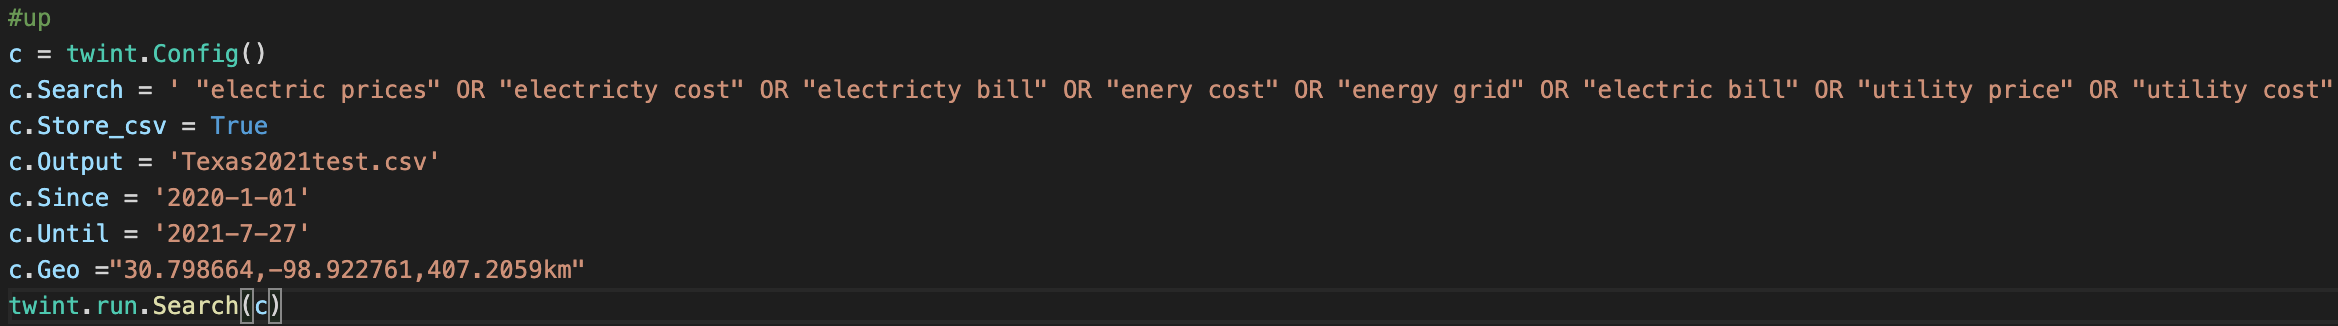 #up
c = twint.Config()
c.Search = ' "electric prices" OR "electricty cost" OR "electricty bill" OR "enery cost" OR "energy grid" OR "electric bill" OR "utility price" OR "utility cost"
c.Store_csv = True
c.Output = 'Texas2021test.csv'
c.Since = '2020-1-01'
c.Until = '2021-7-27'
c.Geo ="30.798664,-98.922761,407.2059km"
twint.run.Search(c)